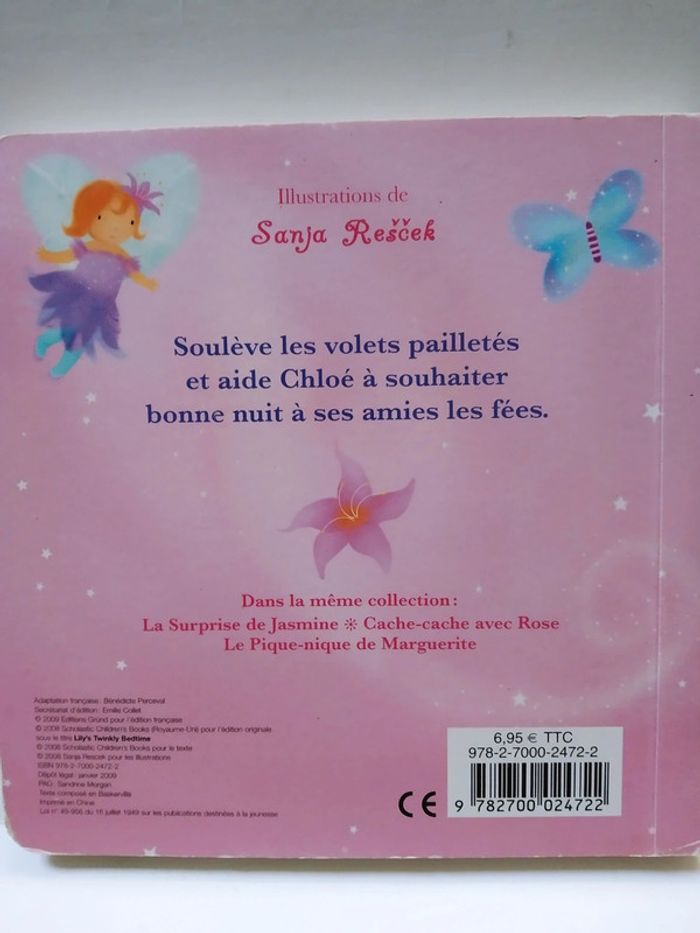 Illustrations de
Sanja Rešček
Soulève les volets pailletés
et aide Chloé à souhaiter
bonne nuit à ses amies les fées.
Dans la même collection :
La Surprise de Jasmine ❊ Cache-cache avec Rose
Le Pique-nique de Marguerite
Adaptation française : Bénédicte Perceval
Secrétariat d'édition : Emilie Collet
© 2009 Editions Gründ pour l'édition française
© 2008 Scholastic Children's Books (Royaume-Uni) pour l'édition originale
sous le titre Lily's Twinkly Bedtime
© 2008 Scholastic Children's Books pour le texte
© 2008 Sanja Rescek pour les illustrations
ISBN 978-2-7000-2472-2
Dépôt légal : janvier 2009
PAO : Sandrine Morgan
Texte composé en Baskerville
Imprimé en Chine
Loi n° 49-956 du 16 juillet 1949 sur les publications destinées à la jeunesse
6,95 € TTC
978-2-7000-2472-2
CE
9 782700 024722